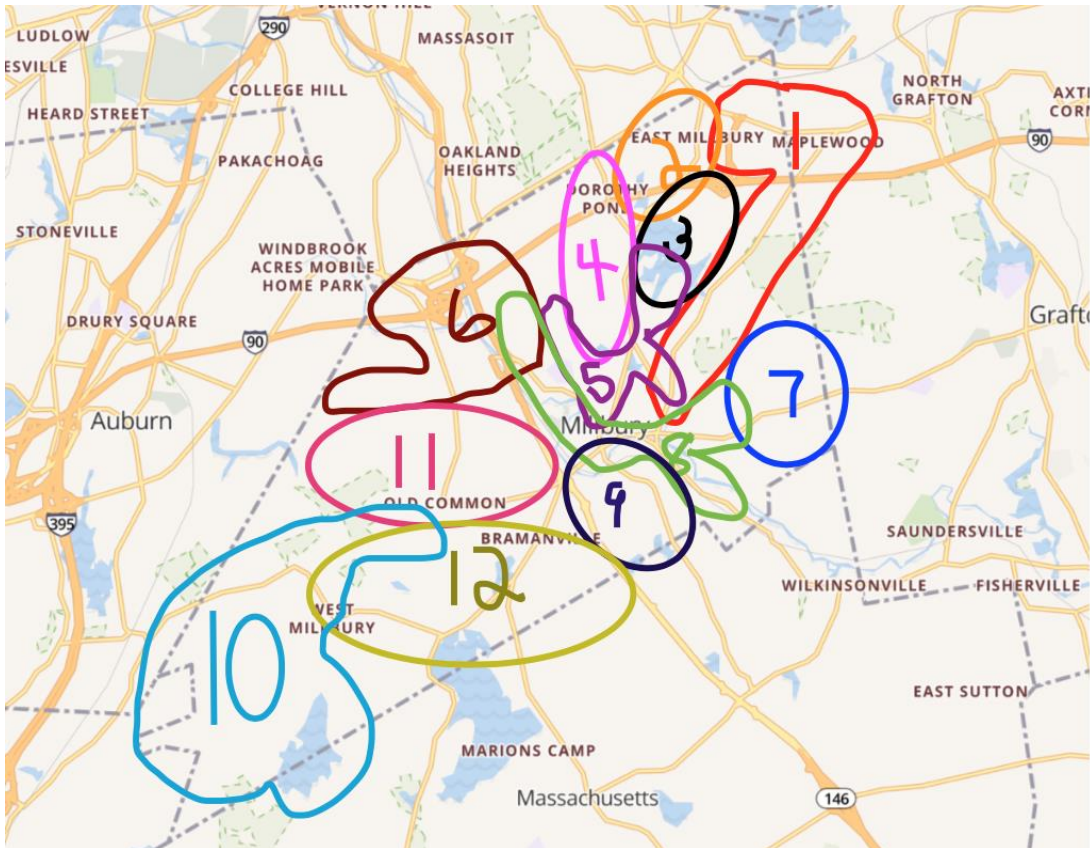 VERNON HILL
LUDLOW
290
MASSASOIT
ESVILLE
COLLEGE HILL
NORTH
GRAFTON
AXT
CORN
HEARD STREET
EAST MILLBURY
MAPLEWOOD
1
2
90
PAKACHOAG
OAKLAND
HEIGHTS
DOROTHY
POND
3
STONEVILLE
WINDBROOK
ACRES MOBILE
HOME PARK
4
6
DRURY SQUARE
90
Grafto
5
7
Auburn
Millbury
8
11
9
OLD COMMON
395
BRAMANVILLE
SAUNDERSVILLE
12
WILKINSONVILLE
FISHERVILLE
WEST
MILLBURY
10
EAST SUTTON
MARIONS CAMP
Massachusetts
146